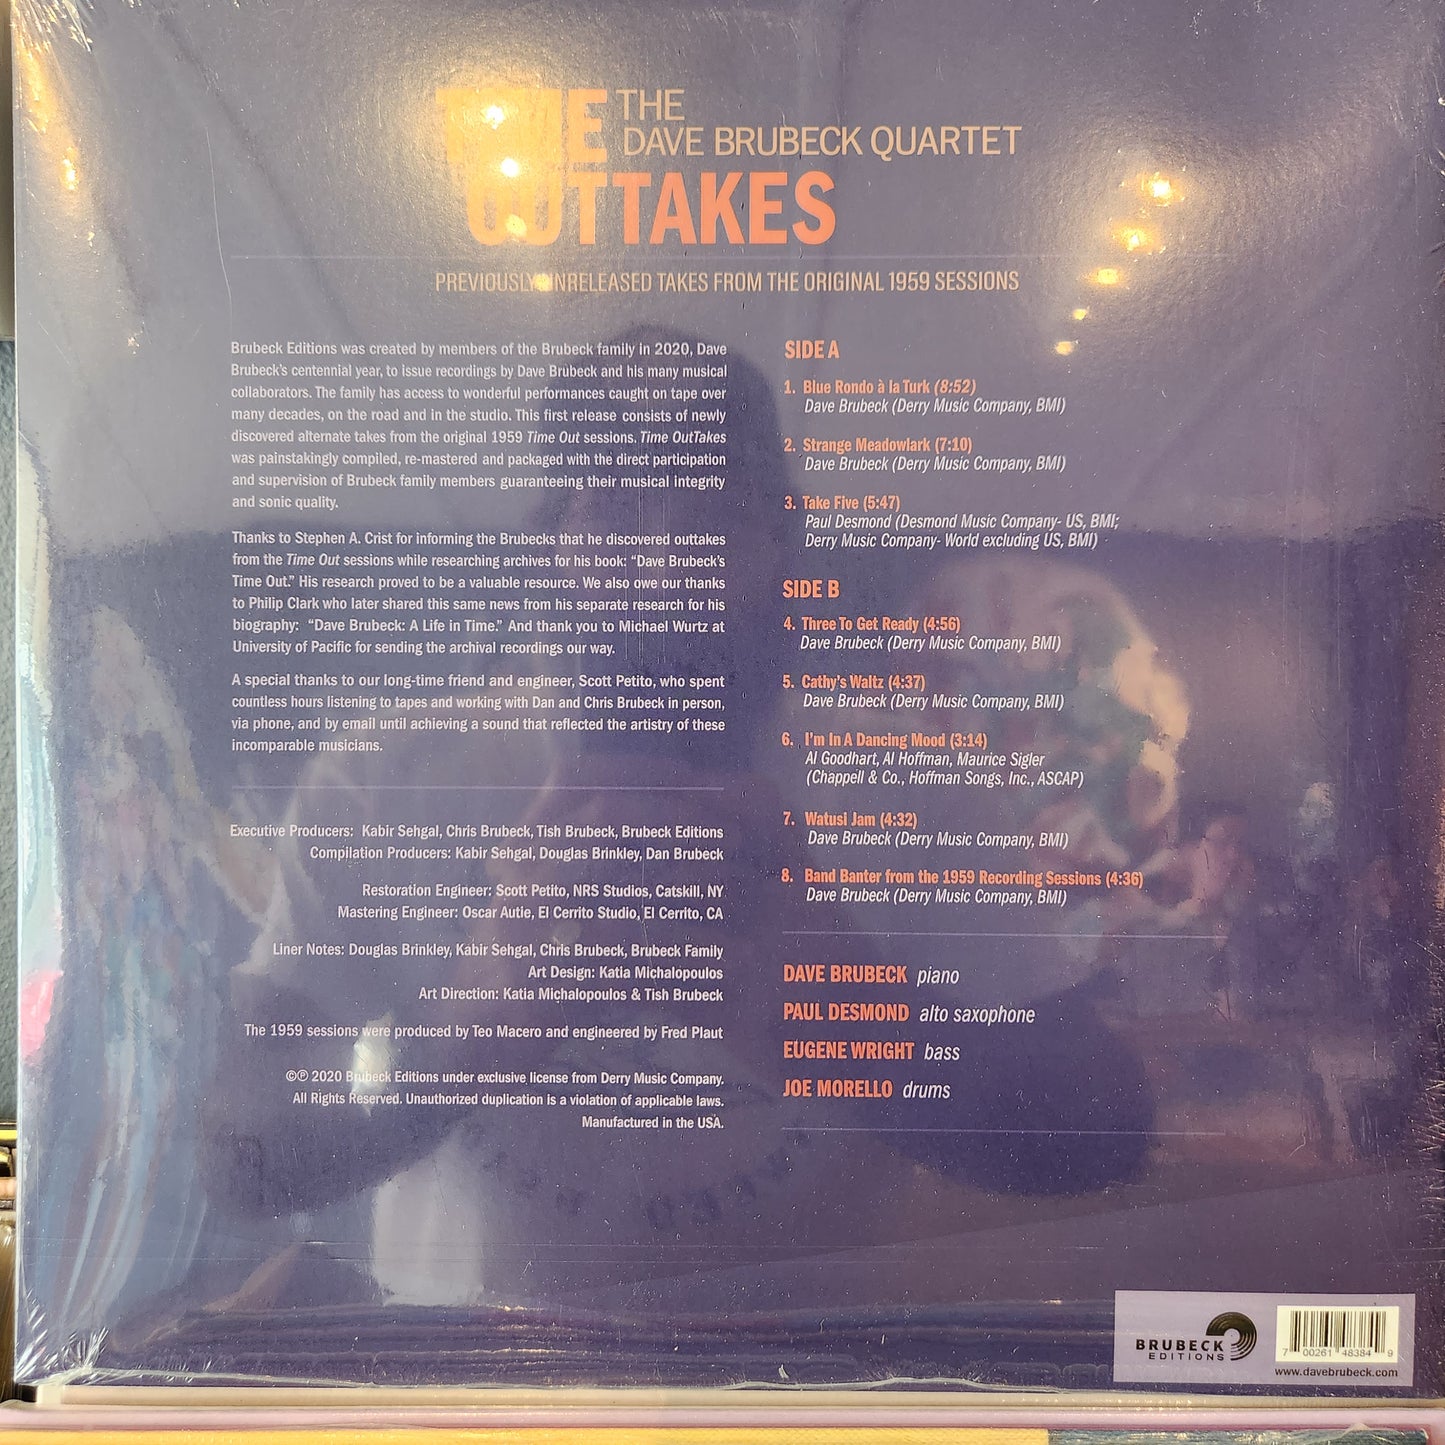 TIME THE
DAVE BRUBECK QUARTET
OUTTAKES
PREVIOUSLY UNRELEASED TAKES FROM THE ORIGINAL 1959 SESSIONS
Brubeck Editions was created by members of the Brubeck family in 2020, Dave
Brubeck's centennial year, to issue recordings by Dave Brubeck and his many musical
collaborators. The family has access to wonderful performances caught on tape over
many decades, on the road and in the studio. This first release consists of newly
discovered alternate takes from the original 1959 Time Out sessions. Time OutTakes
was painstakingly compiled, re-mastered and packaged with the direct participation
and supervision of Brubeck family members guaranteeing their musical integrity
and sonic quality.
Thanks to Stephen A. Crist for informing the Brubecks that he discovered outtakes
from the Time Out sessions while researching archives for his book: "Dave Brubeck's
Time Out." His research proved to be a valuable resource. We also owe our thanks
to Philip Clark who later shared this same news from his separate research for his
biography: "Dave Brubeck: A Life in Time." And thank you to Michael Wurtz at
University of Pacific for sending the archival recordings our way.
A special thanks to our long-time friend and engineer, Scott Petito, who spent
countless hours listening to tapes and working with Dan and Chris Brubeck in person,
via phone, and by email until achieving a sound that reflected the artistry of these
incomparable musicians.
Executive Producers: Kabir Sehgal, Chris Brubeck, Tish Brubeck, Brubeck Editions
Compilation Producers: Kabir Sehgal, Douglas Brinkley, Dan Brubeck
Restoration Engineer: Scott Petito, NRS Studios, Catskill, NY
Mastering Engineer: Oscar Autie, El Cerrito Studio, El Cerrito, CA
Liner Notes: Douglas Brinkley, Kabir Sehgal, Chris Brubeck, Brubeck Family
Art Design: Katia Michalopoulos
Art Direction: Katia Michalopoulos & Tish Brubeck
The 1959 sessions were produced by Teo Macero and engineered by Fred Plaut
©℗ 2020 Brubeck Editions under exclusive license from Derry Music Company.
All Rights Reserved. Unauthorized duplication is a violation of applicable laws.
Manufactured in the USA.
SIDE A
1. Blue Rondo à la Turk (8:52)
Dave Brubeck (Derry Music Company, BMI)
2. Strange Meadowlark (7:10)
Dave Brubeck (Derry Music Company, BMI)
3. Take Five (5:47)
Paul Desmond (Desmond Music Company- US, BMI;
Derry Music Company- World excluding US, BMI)
SIDE B
4. Three To Get Ready (4:56)
Dave Brubeck (Derry Music Company, BMI)
5. Cathy's Waltz (4:37)
Dave Brubeck (Derry Music Company, BMI)
6. I'm In A Dancing Mood (3:14)
Al Goodhart, Al Hoffman, Maurice Sigler
(Chappell & Co., Hoffman Songs, Inc., ASCAP)
7. Watusi Jam (4:32)
Dave Brubeck (Derry Music Company, BMI)
8. Band Banter from the 1959 Recording Sessions (4:36)
Dave Brubeck (Derry Music Company, BMI)
DAVE BRUBECK piano
PAUL DESMOND alto saxophone
EUGENE WRIGHT bass
JOE MORELLO drums
BRUBECK
EDITIONS
7 00261 48384 9
www.davebrubeck.com